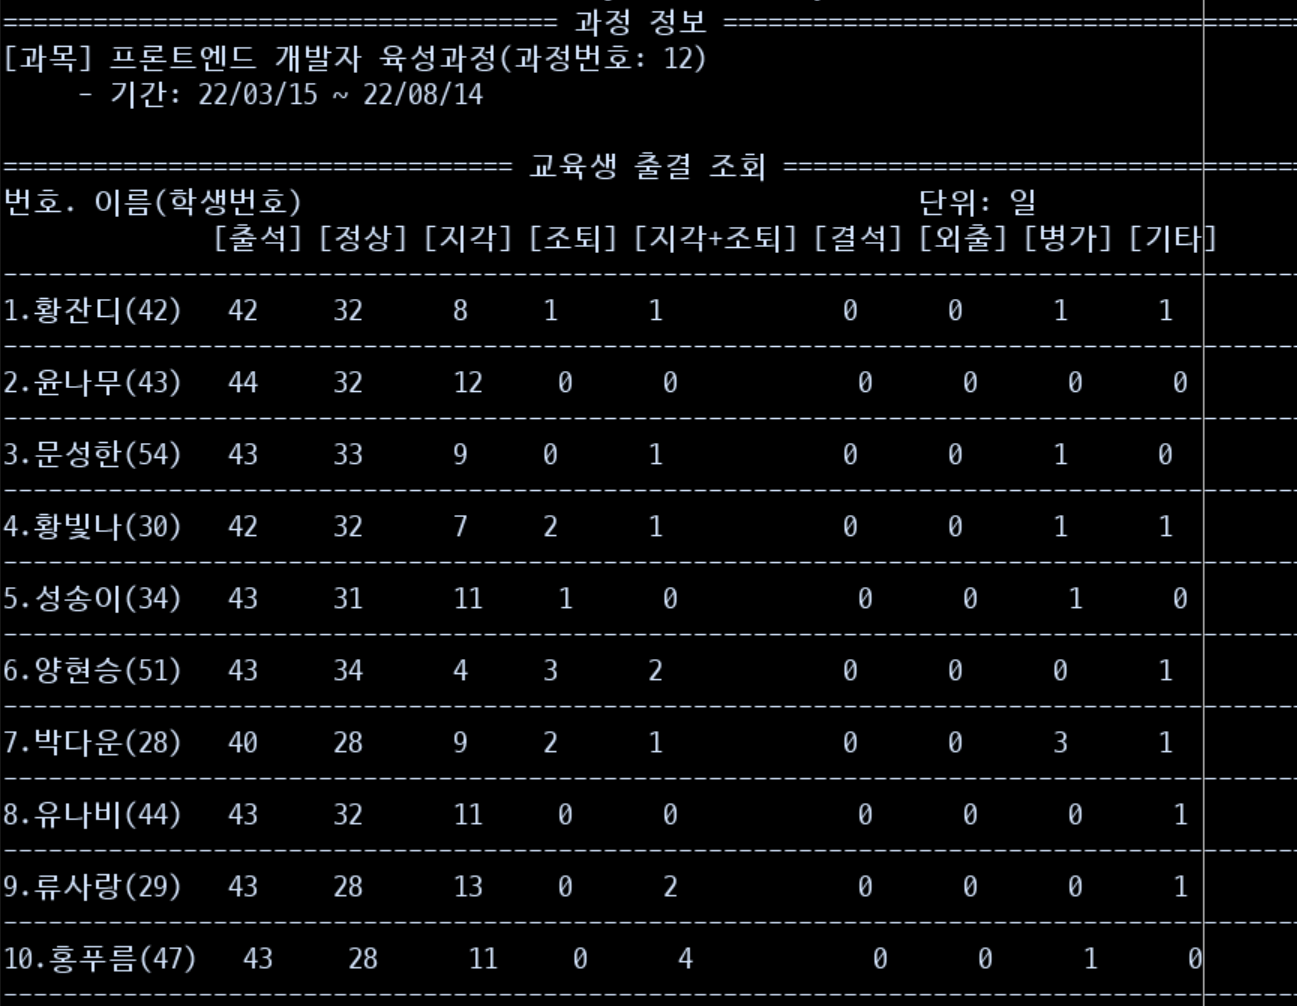 ============================== 과정 정보 ==============================
[과목] 프론트엔드 개발자 육성과정(과정번호: 12)
- 기간: 22/03/15 ~ 22/08/14
============================== 교육생 출결 조회 ==============================
번호. 이름(학생번호) 단위: 일
[출석] [정상] [지각] [조퇴] [지각+조퇴] [결석] [외출] [병가] [기타]
1.황잔디(42) 42 32 8 1 1 0 0 1 1
2.윤나무(43) 44 32 12 0 0 0 0 0 0
3.문성한(54) 43 33 9 0 1 0 0 1 0
4.황빛나(30) 42 32 7 2 1 0 0 1 1
5.성송이(34) 43 31 11 1 0 0 0 1 0
6.양현승(51) 43 34 4 3 2 0 0 0 1
7.박다운(28) 40 28 9 2 1 0 0 3 1
8.유나비(44) 43 32 11 0 0 0 0 0 1
9.류사랑(29) 43 28 13 0 2 0 0 0 1
10.홍푸름(47) 43 28 11 0 4 0 0 1 0